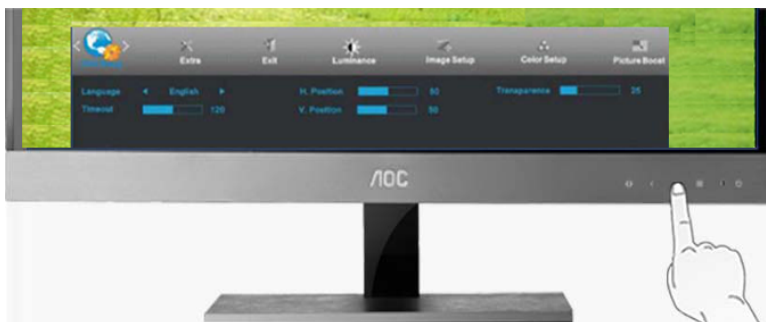 Extra Exit Luminance Image Setup Color Setup Picture Boost
Language English H. Position 50 Transparence 25
Timeout 120 V. Position 50
AOC